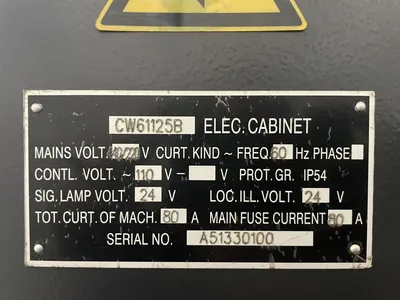 CW61125B ELEC. CABINET
MAINS VOLT. V CURT. KIND ~ FREQ. 60 Hz PHASE
CONTL. VOLT. ~ 110 V – V PROT. GR. IP54
SIG. LAMP VOLT. 24 V LOC. ILL. VOLT. 24 V
TOT. CURT. OF MACH. 80 A MAIN FUSE CURRENT 80 A
SERIAL NO. A51330100